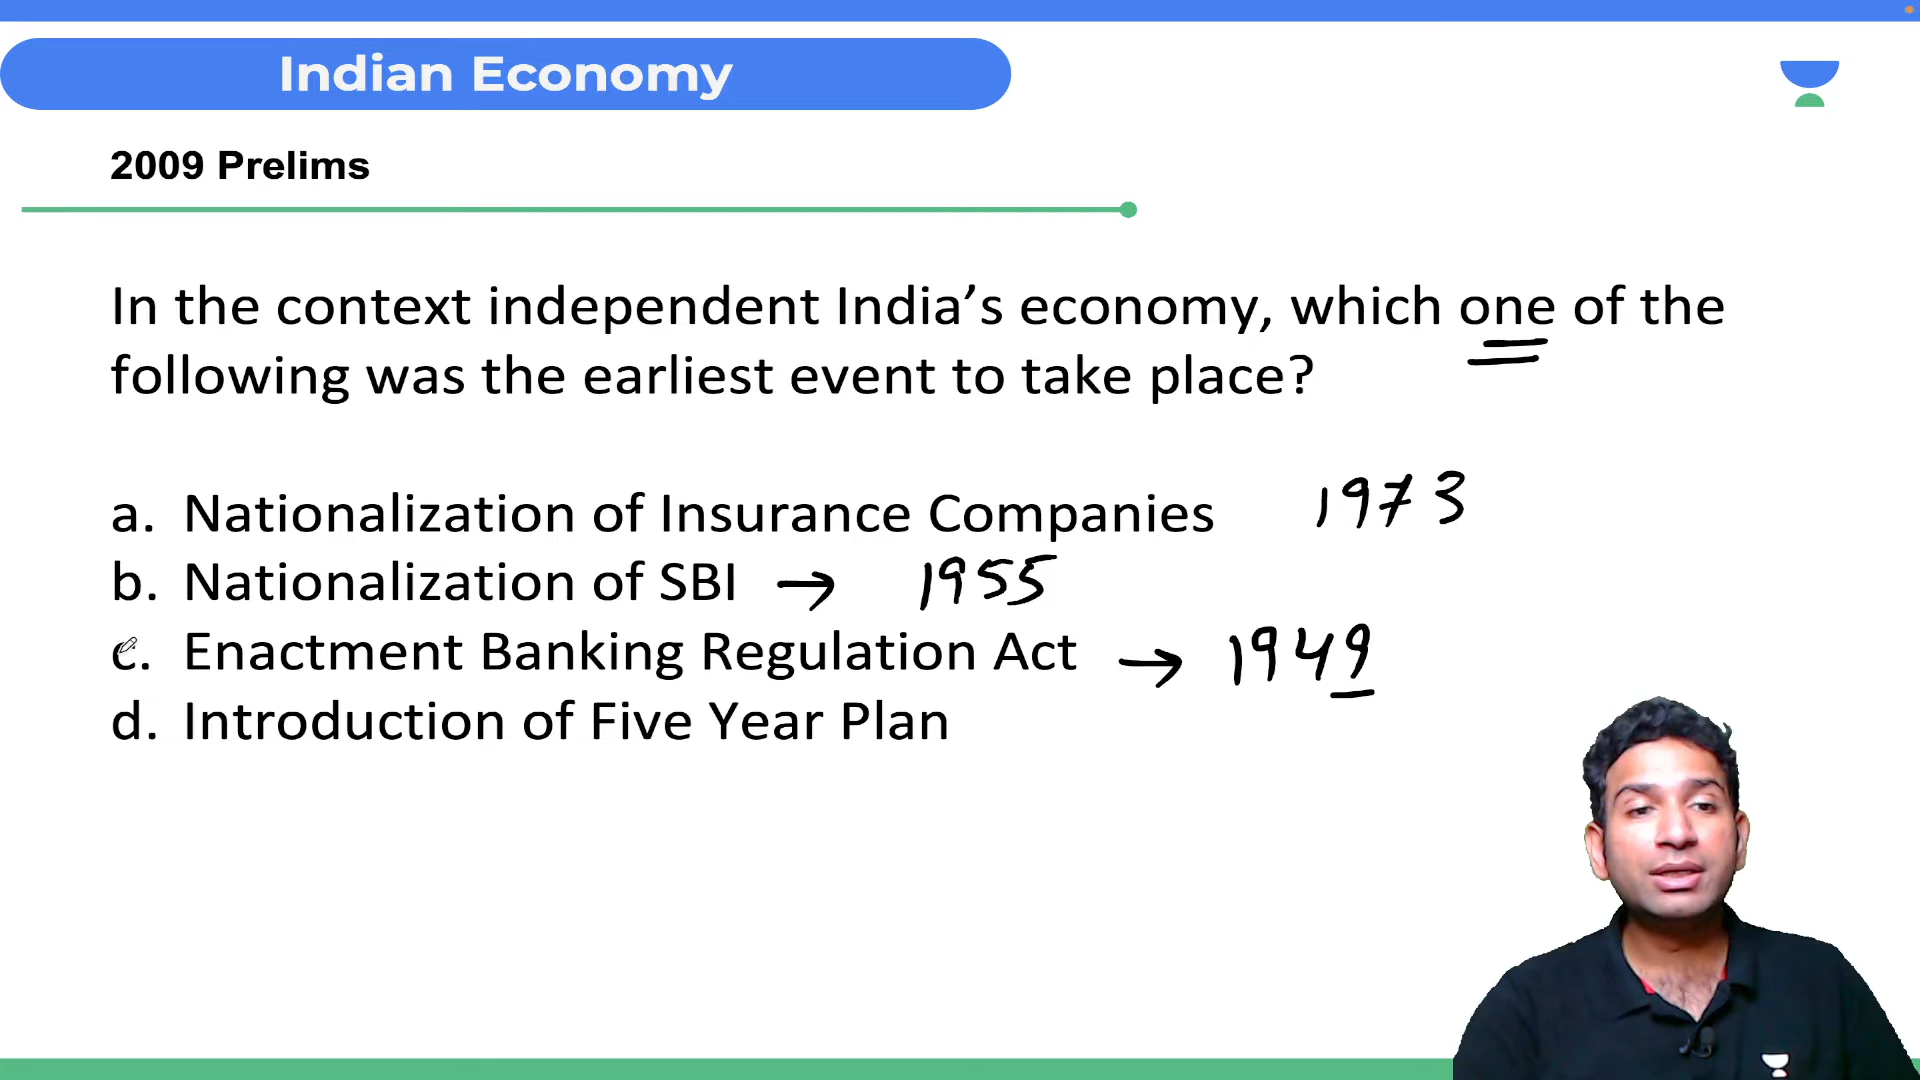 Indian Economy
2009 Prelims
In the context independent India’s economy, which one of the
following was the earliest event to take place?
a. Nationalization of Insurance Companies 1973
b. Nationalization of SBI → 1955
c. Enactment Banking Regulation Act → 1949
d. Introduction of Five Year Plan